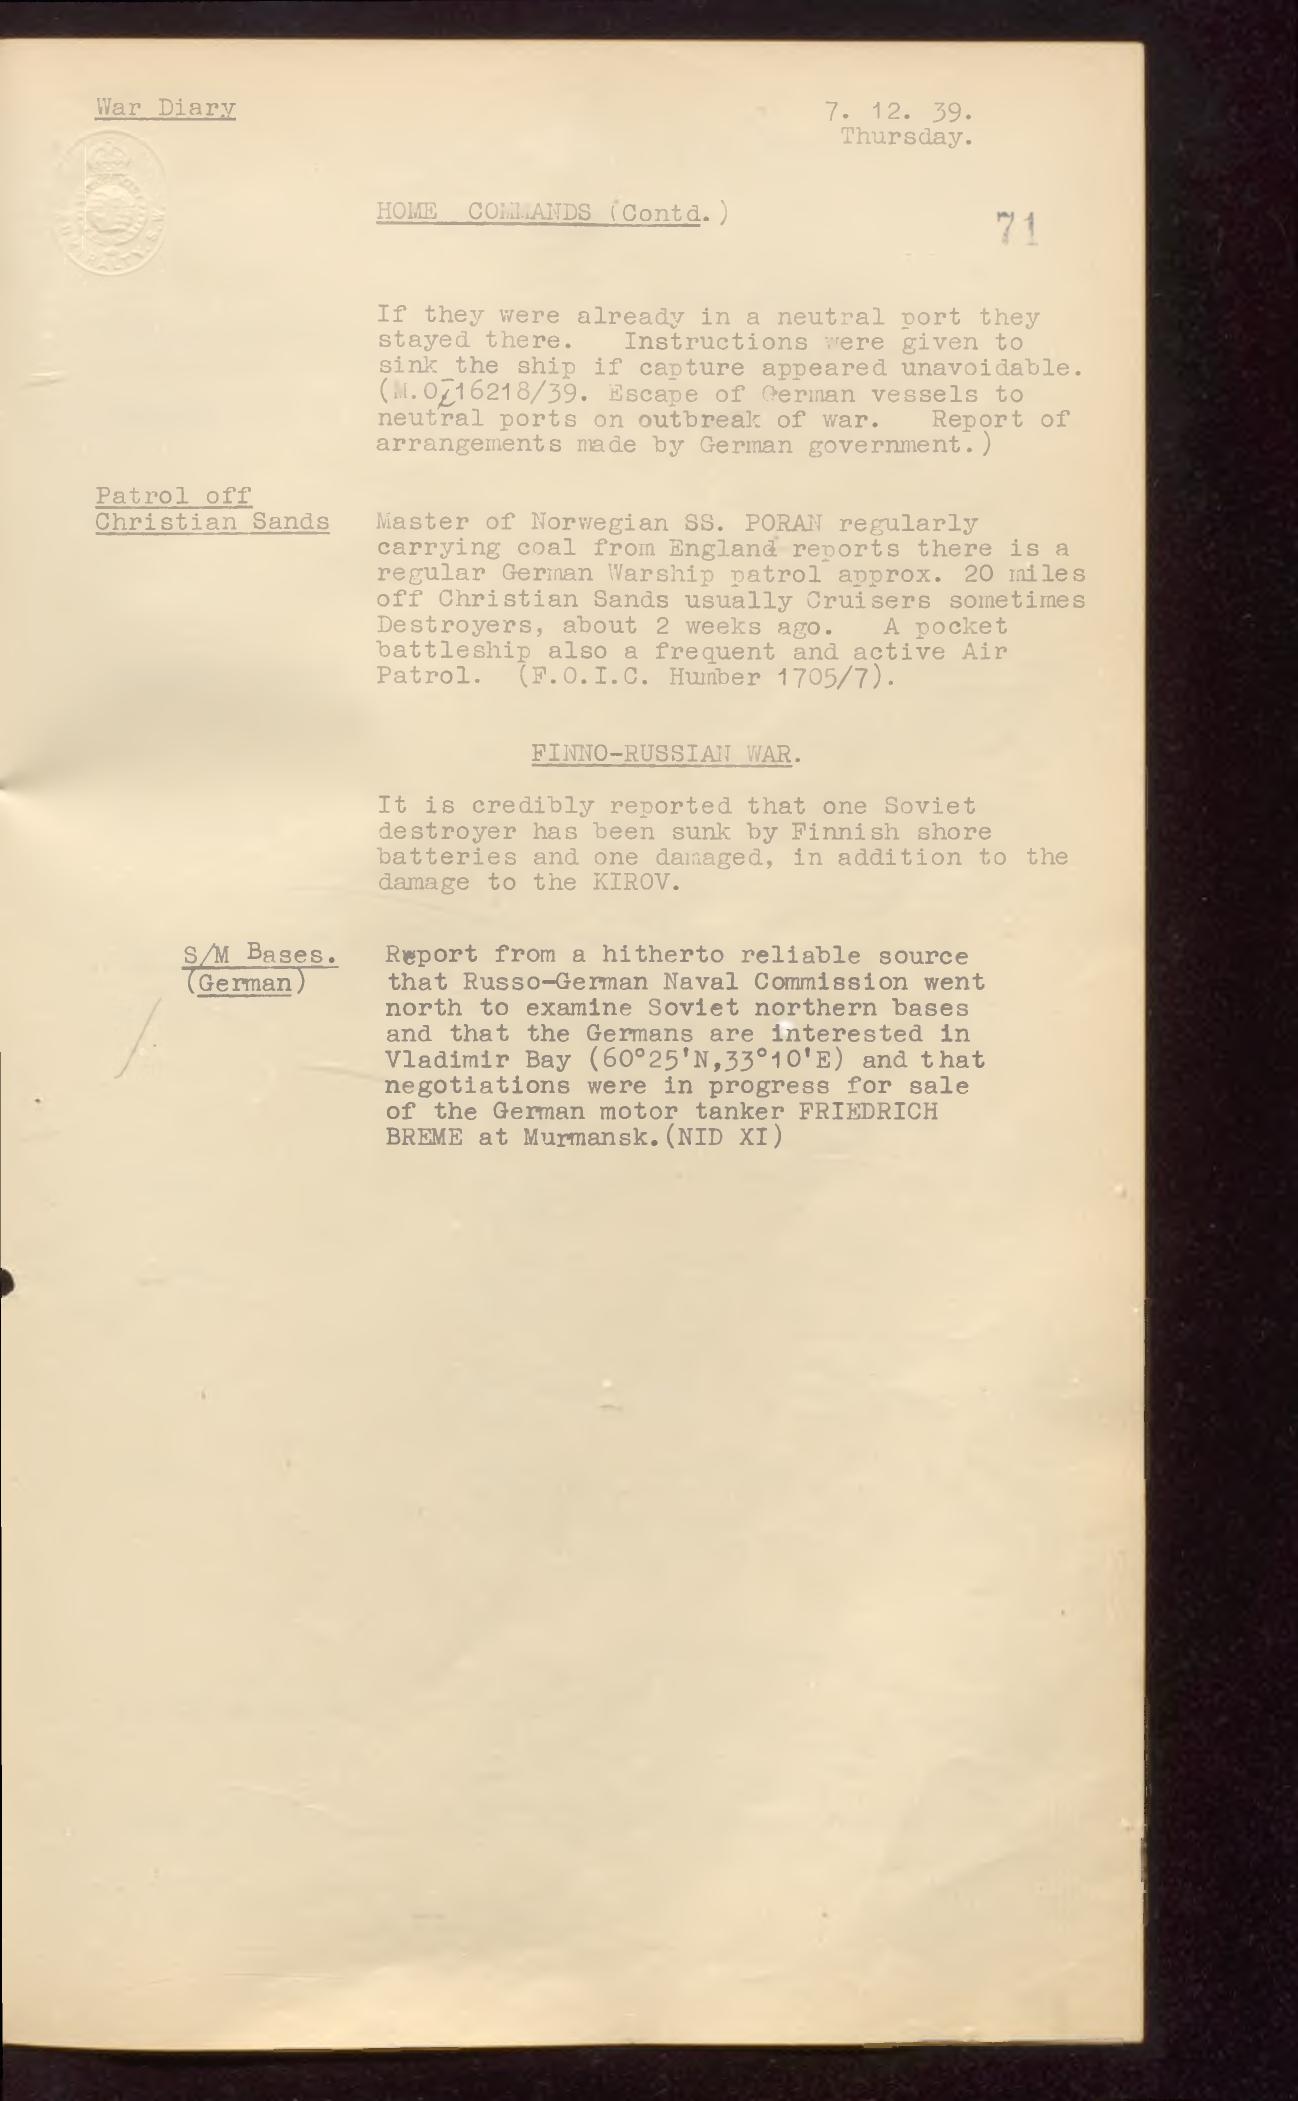 War Diary
7. 12. 39.
Thursday.
HOME COMMANDS (Contd.)
71
If they were already in a neutral port they
stayed there. Instructions were given to
sink the ship if capture appeared unavoidable.
(M.0/16218/39. Escape of German vessels to
neutral ports on outbreak of war. Report of
arrangements made by German government.)
Patrol off
Christian Sands
Master of Norwegian SS. PORAN regularly
carrying coal from England reports there is a
regular German Warship patrol approx. 20 miles
off Christian Sands usually Cruisers sometimes
Destroyers, about 2 weeks ago. A pocket
battleship also a frequent and active Air
Patrol. (F.O.I.C. Humber 1705/7).
FINNO-RUSSIAN WAR.
It is credibly reported that one Soviet
destroyer has been sunk by Finnish shore
batteries and one damaged, in addition to the
damage to the KIROV.
S/M Bases.
(German)
Report from a hitherto reliable source
that Russo-German Naval Commission went
north to examine Soviet northern bases
and that the Germans are interested in
Vladimir Bay (60°25'N,33°10'E) and that
negotiations were in progress for sale
of the German motor tanker FRIEDRICH
BREME at Murmansk.(NID XI)